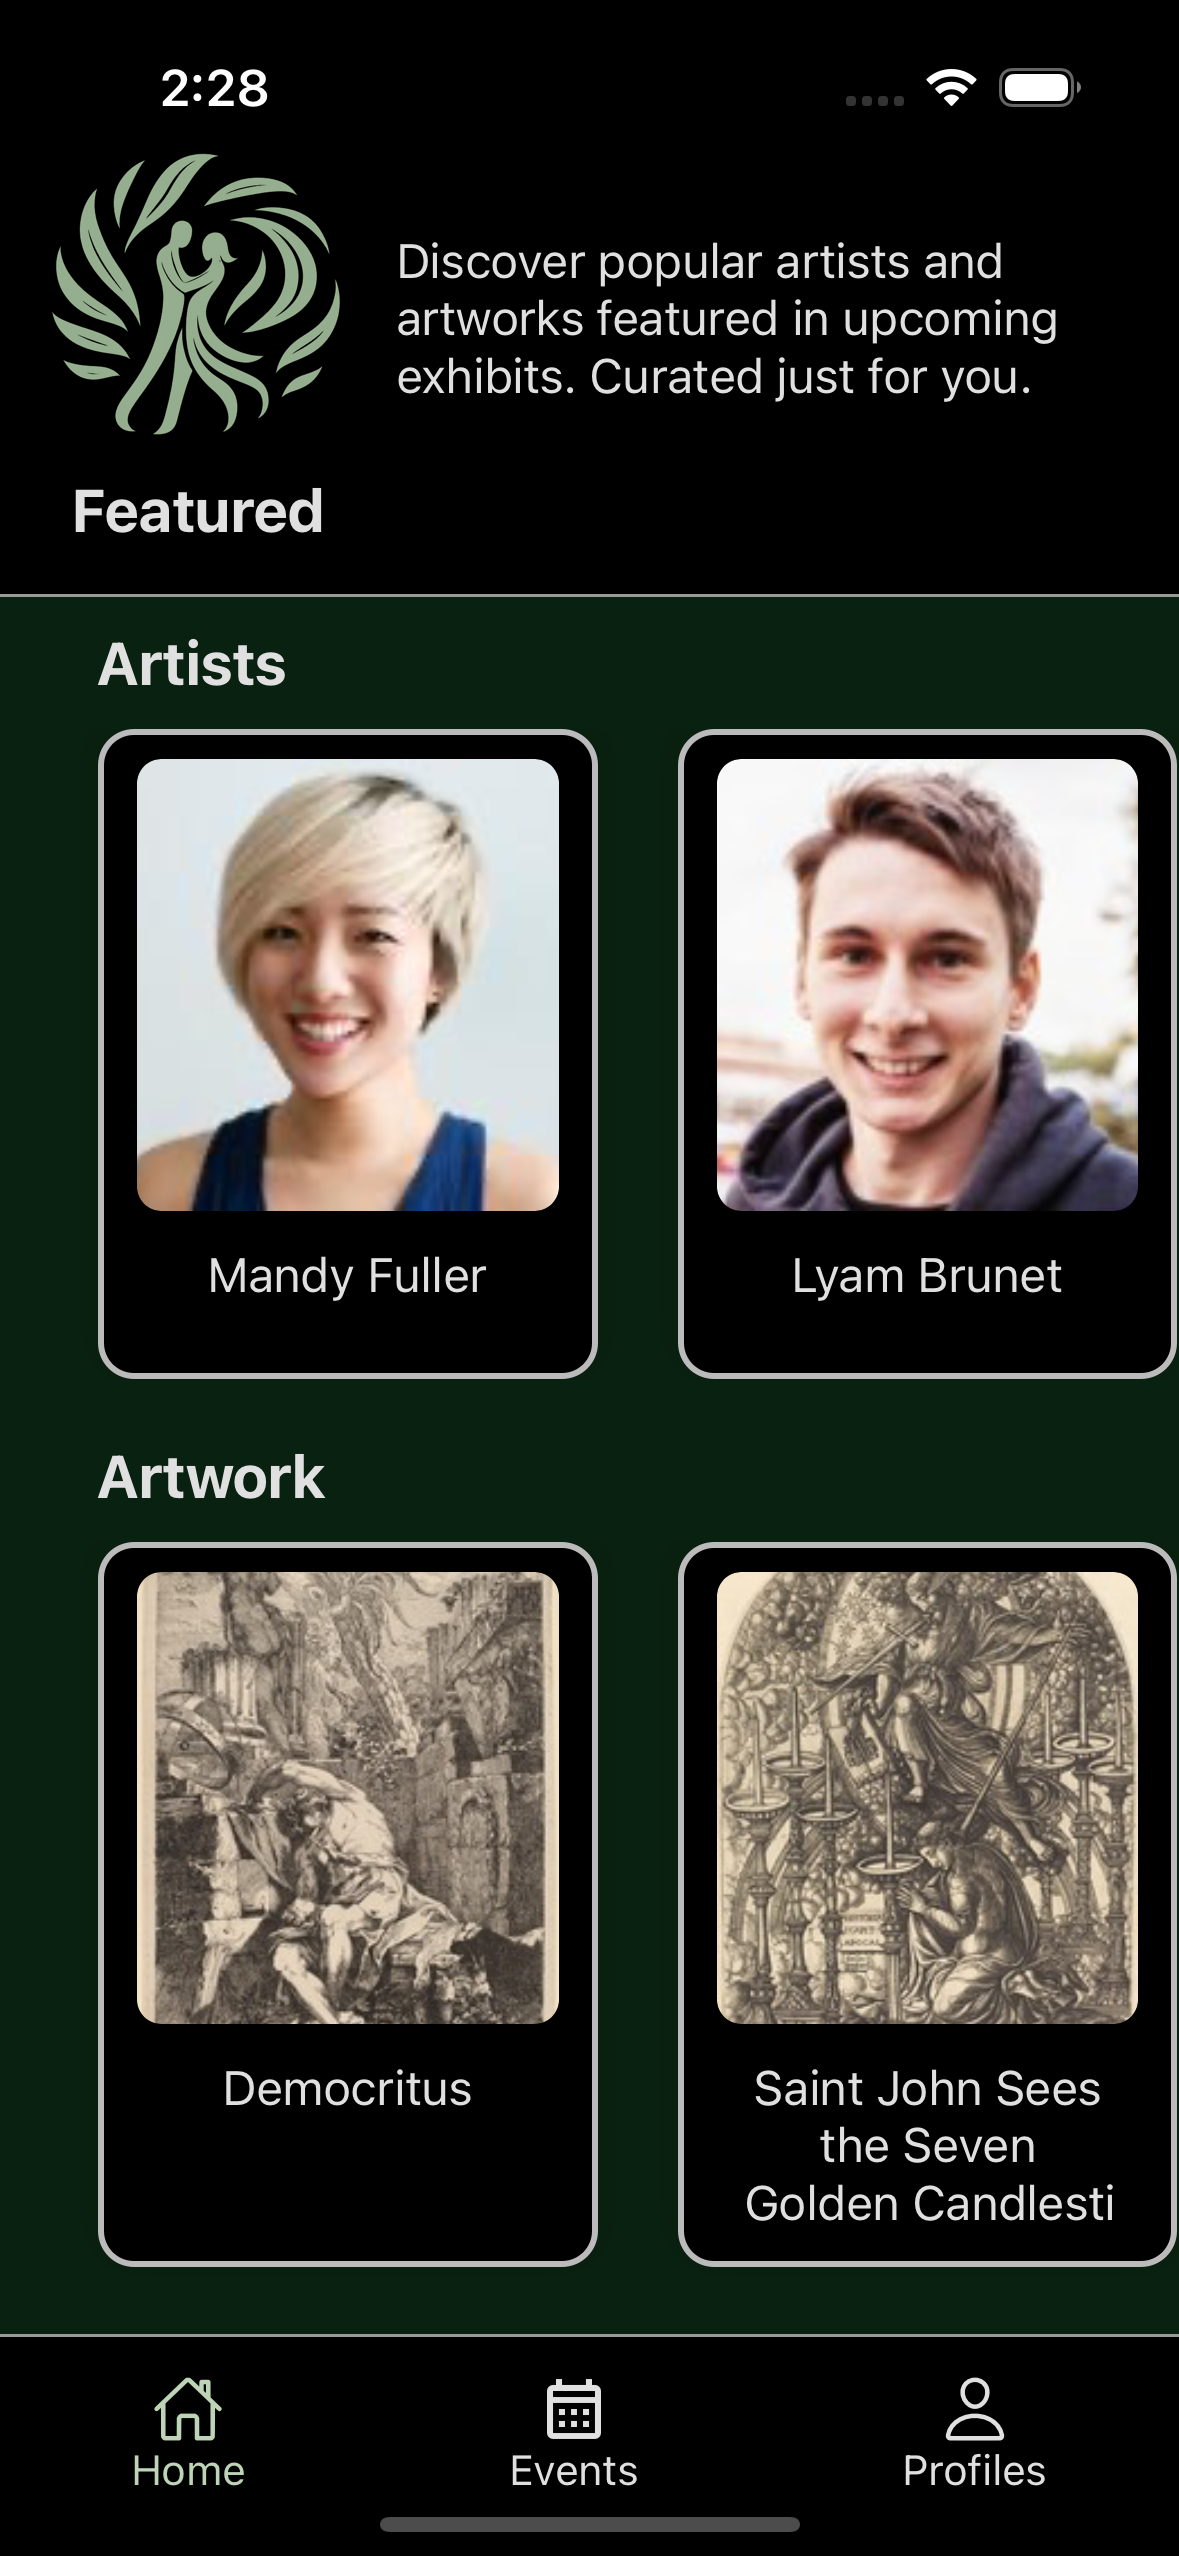 2:28
Discover popular artists and
artworks featured in upcoming
exhibits. Curated just for you.
Featured
Artists
Mandy Fuller
Lyam Brunet
Artwork
Democritus
Saint John Sees
the Seven
Golden Candlesti
Home
Events
Profiles